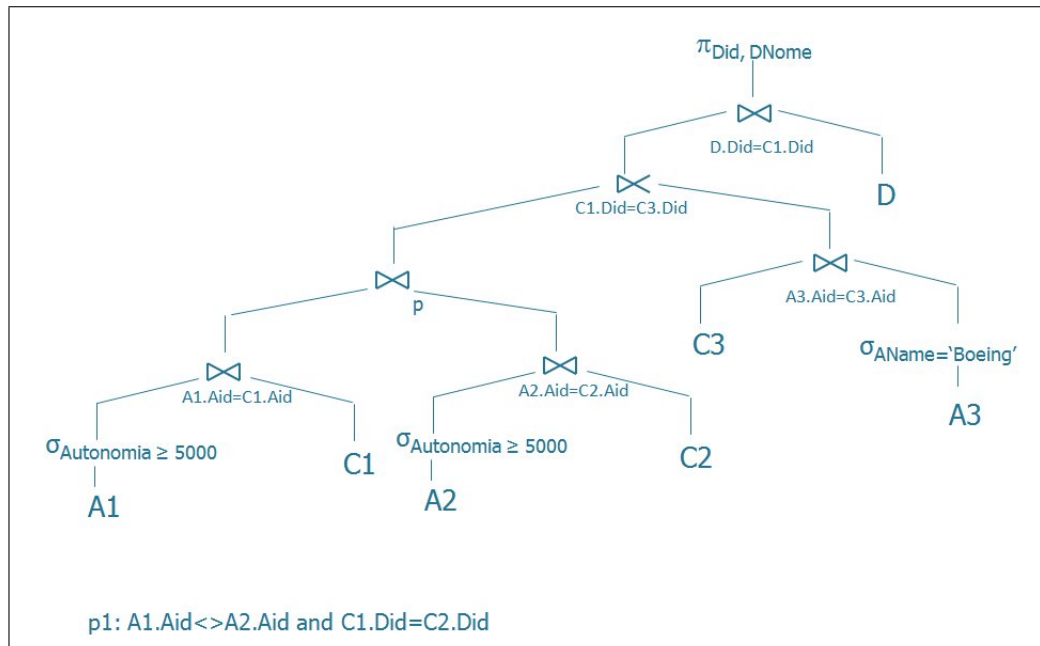 πDid, DNome
D.Did=C1.Did
D
C1.Did=C3.Did
A3.Aid=C3.Aid
p
C3
σAName='Boeing'
A1.Aid=C1.Aid
A2.Aid=C2.Aid
A3
σAutonomia ≥ 5000
C1
σAutonomia ≥ 5000
C2
A1
A2
p1: A1.Aid<>A2.Aid and C1.Did=C2.Did